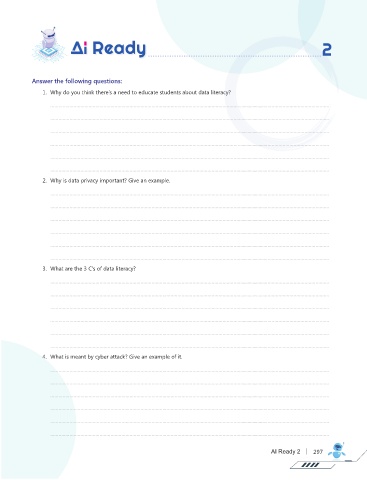 Ai Ready 2
Answer the following questions:
1. Why do you think there's a need to educate students about data literacy?
2. Why is data privacy important? Give an example.
3. What are the 3 C's of data literacy?
4. What is meant by cyber attack? Give an example of it.
AI Ready 2 | 297